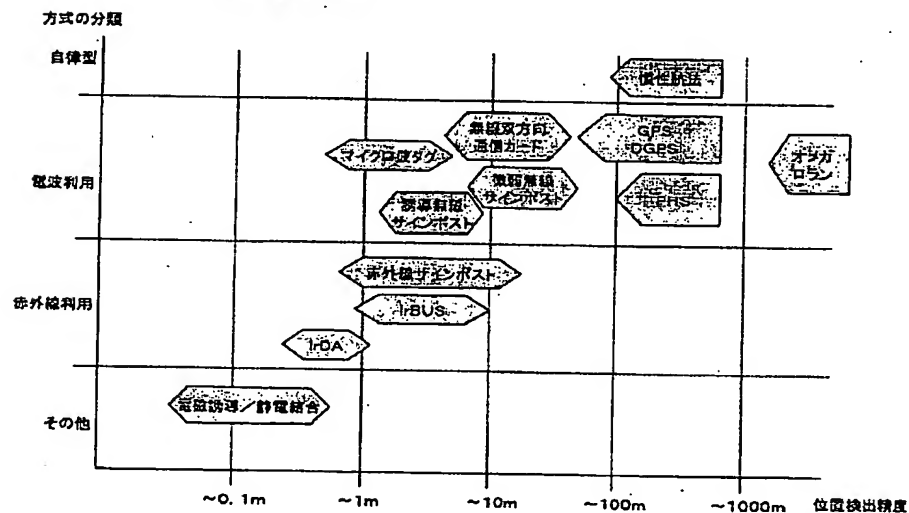 方式の分類
自律型
慣性航法
電波利用
マイクロ波タグ
無線双方向
通信カード
GPS
DGPS
オメガ
ロラン
誘導無線
サインポスト
微弱無線
サインポスト
PHS
赤外線利用
赤外線サインポスト
IrBUS
IrDA
その他
電磁誘導/静電結合
~0.1m
~1m
~10m
~100m
~1000m
位置検出精度